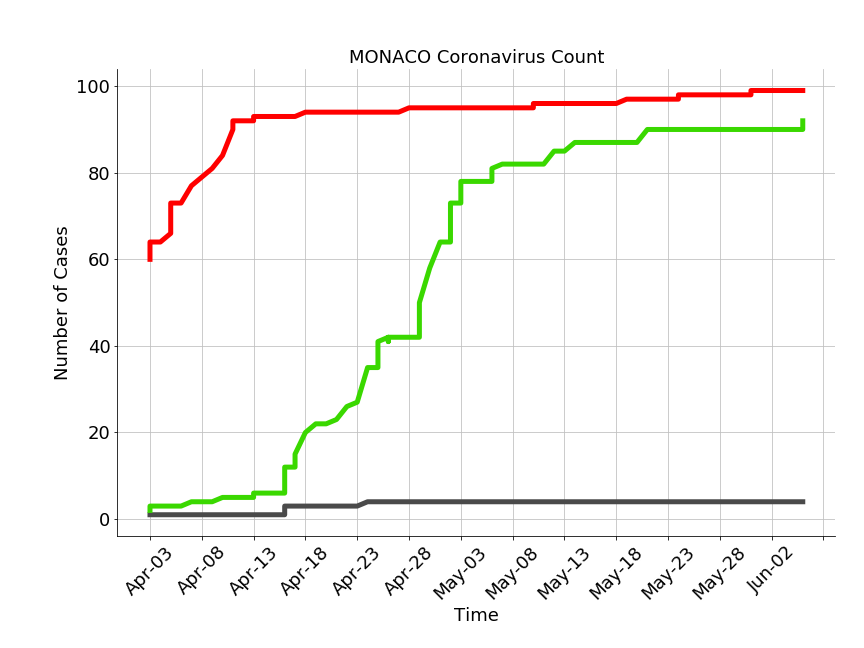 MONACO Coronavirus Count
100
80
60
40
20
0
Number of Cases
Apr-03
Apr-08
Apr-13
Apr-18
Apr-23
Apr-28
May-03
May-08
May-13
May-18
May-23
May-28
Jun-02
Time